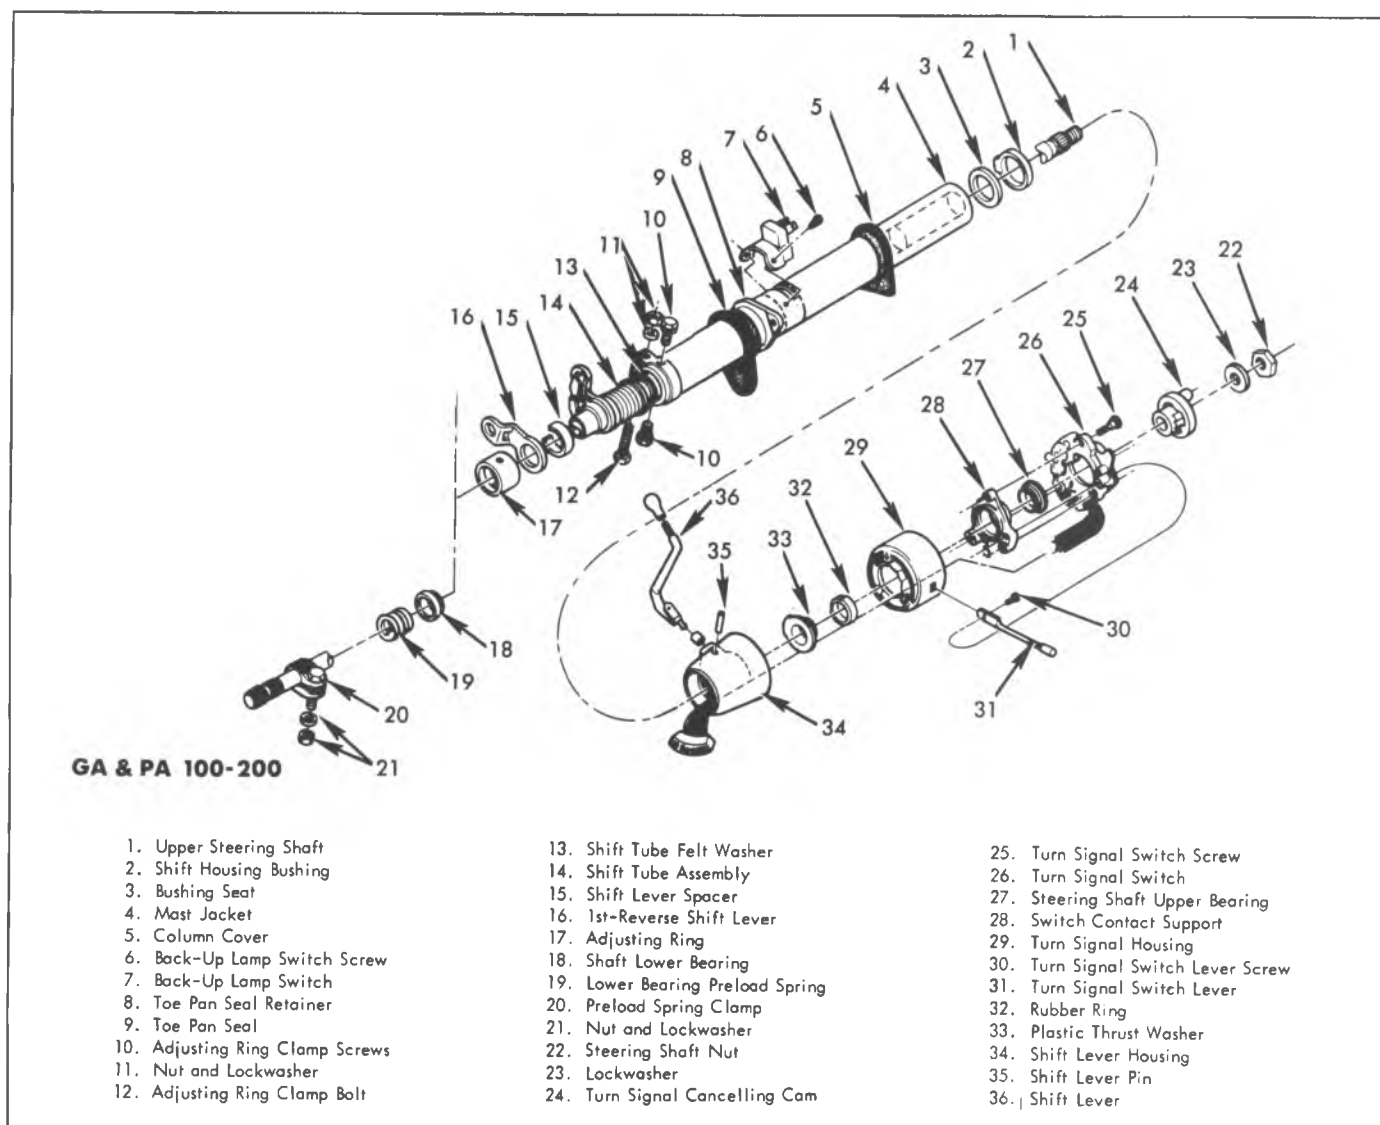 1
2
3
4
5
6
7
8
9
10
11
13
14
15
16
12
10
17
18
19
20
21
22
23
24
25
26
27
28
29
30
31
32
33
34
35
36
GA & PA 100-200
1. Upper Steering Shaft
2. Shift Housing Bushing
3. Bushing Seat
4. Mast Jacket
5. Column Cover
6. Back-Up Lamp Switch Screw
7. Back-Up Lamp Switch
8. Toe Pan Seal Retainer
9. Toe Pan Seal
10. Adjusting Ring Clamp Screws
11. Nut and Lockwasher
12. Adjusting Ring Clamp Bolt
13. Shift Tube Felt Washer
14. Shift Tube Assembly
15. Shift Lever Spacer
16. 1st-Reverse Shift Lever
17. Adjusting Ring
18. Shaft Lower Bearing
19. Lower Bearing Preload Spring
20. Preload Spring Clamp
21. Nut and Lockwasher
22. Steering Shaft Nut
23. Lockwasher
24. Turn Signal Cancelling Cam
25. Turn Signal Switch Screw
26. Turn Signal Switch
27. Steering Shaft Upper Bearing
28. Switch Contact Support
29. Turn Signal Housing
30. Turn Signal Switch Lever Screw
31. Turn Signal Switch Lever
32. Rubber Ring
33. Plastic Thrust Washer
34. Shift Lever Housing
35. Shift Lever Pin
36. Shift Lever